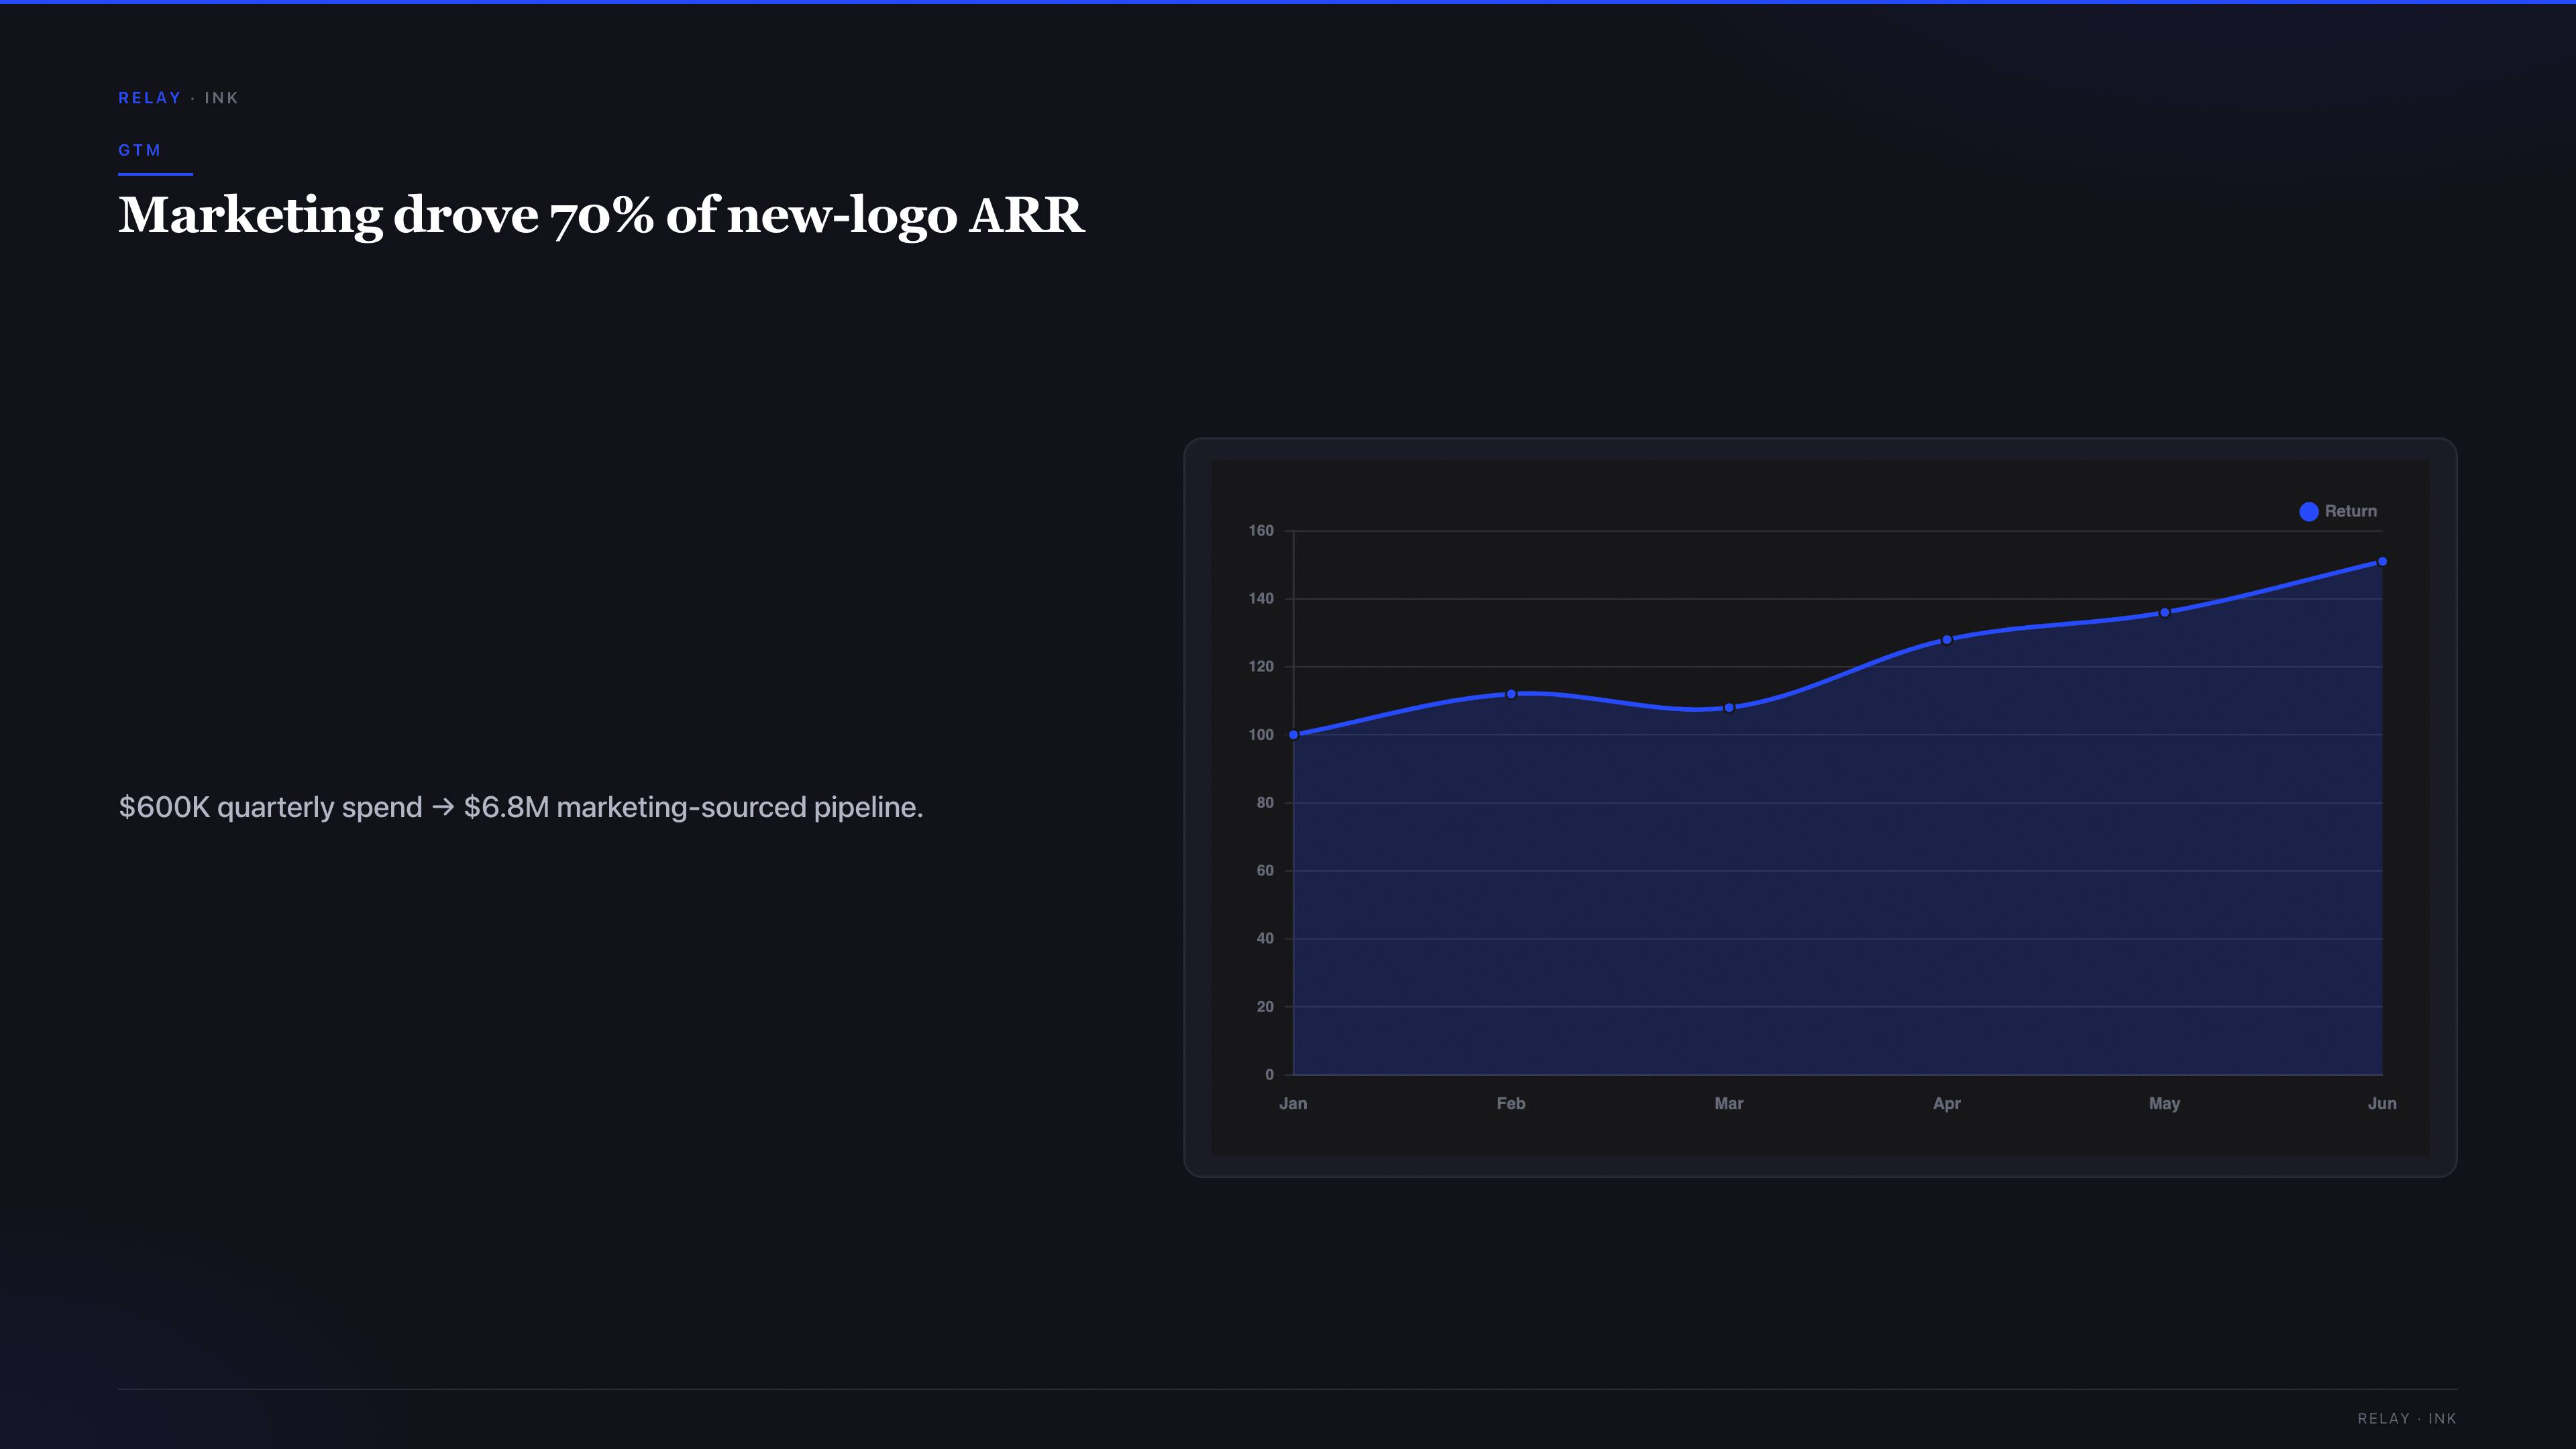 RELAY · INK
GTM
Marketing drove 70% of new-logo ARR
$600K quarterly spend → $6.8M marketing-sourced pipeline.
Return
160
140
120
100
80
60
40
20
0
Jan Feb Mar Apr May Jun
RELAY · INK